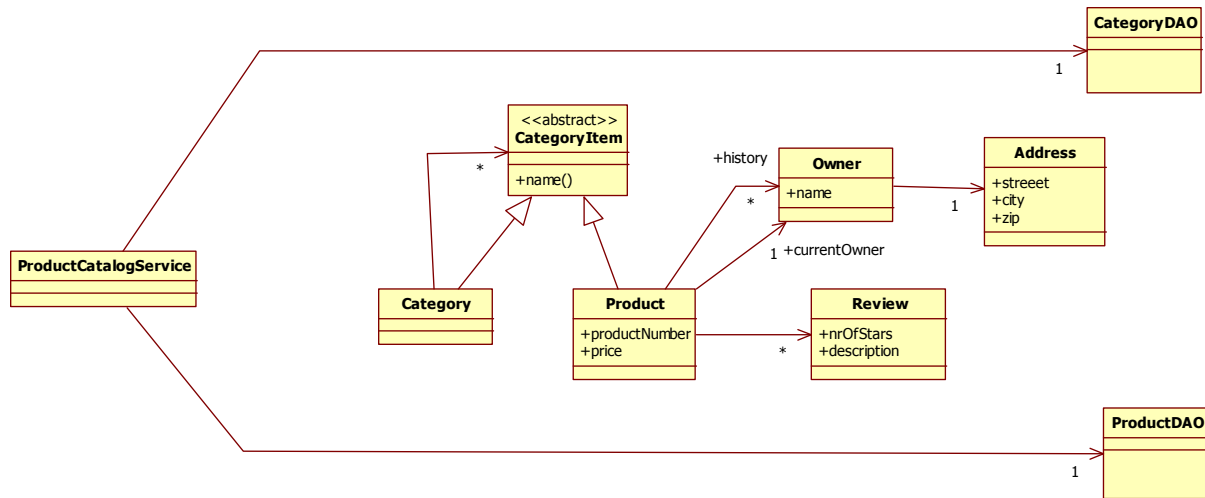 CategoryDAO
1
<<abstract>>
CategoryItem
+name()
*
+history
*
Owner
+name
1
Address
+streeet
+city
+zip
1 +currentOwner
ProductCatalogService
Category
Product
+productNumber
+price
*
Review
+nrOfStars
+description
ProductDAO
1